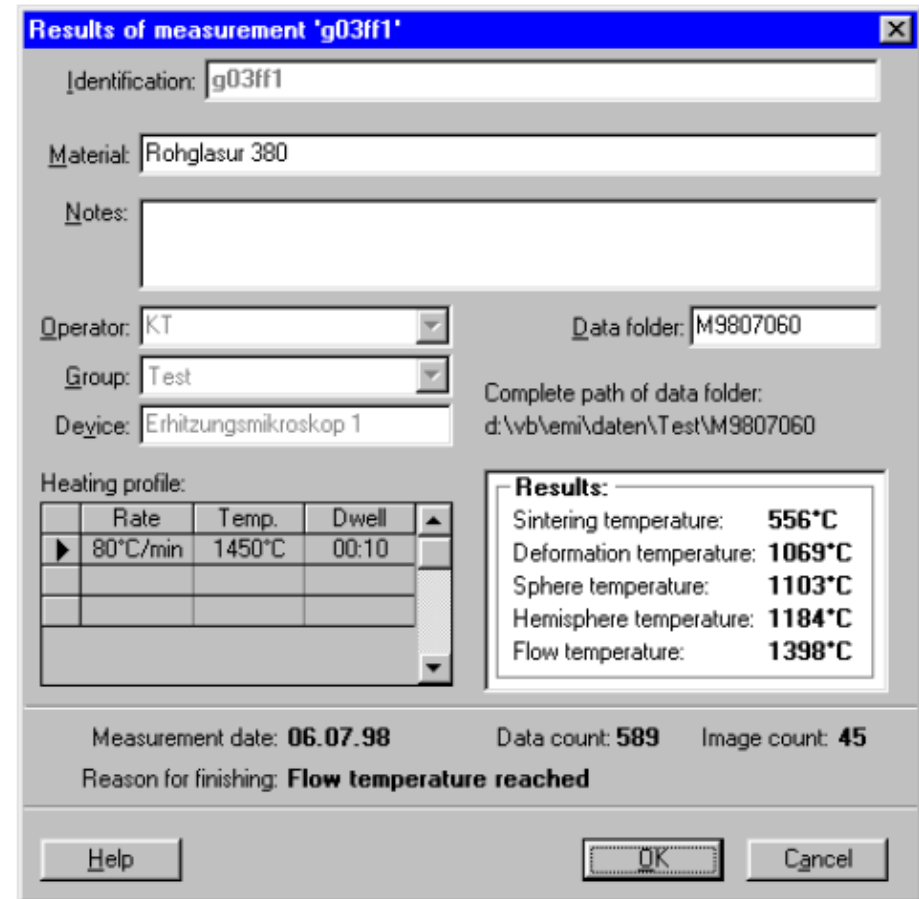 Results of measurement 'g03ff1'
Identification: g03ff1
Material: Rohglasur 380
Notes:
Operator: KT
Data folder: M9807060
Group: Test
Complete path of data folder:
Device: Erhitzungsmikroskop 1
d:\vb\emi\daten\Test\M9807060
Heating profile:
Rate Temp. Dwell
80°C/min 1450°C 00:10
Results:
Sintering temperature: 556°C
Deformation temperature: 1069°C
Sphere temperature: 1103°C
Hemisphere temperature: 1184°C
Flow temperature: 1398°C
Measurement date: 06.07.98 Data count: 589 Image count: 45
Reason for finishing: Flow temperature reached
Help OK Cancel